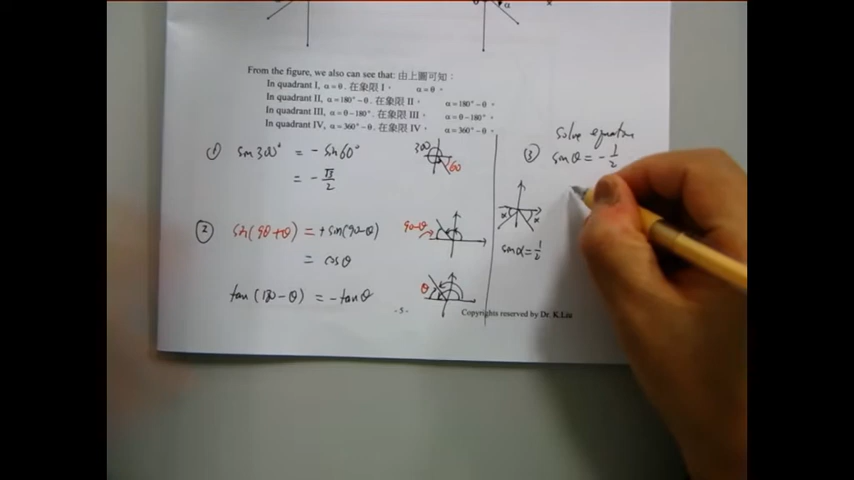 θ α x
From the figure, we also can see that: 由上圖可知：
In quadrant I, α = θ . 在象限 I， α = θ 。
In quadrant II, α = 180° − θ . 在象限 II， α = 180° − θ 。
In quadrant III, α = θ − 180° . 在象限 III， α = θ − 180° 。
In quadrant IV, α = 360° − θ . 在象限 IV， α = 360° − θ 。
① sin 300° = − sin 60°
= − √3/2
300 60
② sin(90+θ) = + sin(90−θ)
= cos θ
90−θ
tan (180 − θ) = − tan θ
θ
Solve equation
③ sin θ = − 1/2
α α
sin α = 1/2
- 5 -
Copyrights reserved by Dr. K.Liu